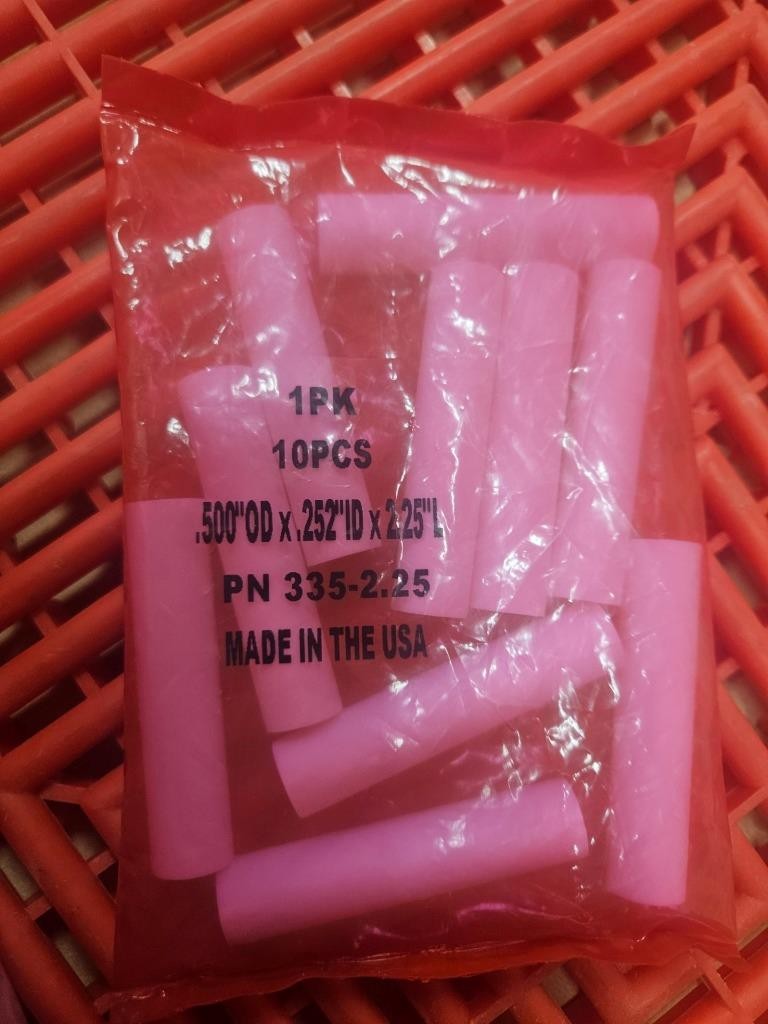 1PK
10PCS
.500"OD x .252"ID x 2.25"L
PN 335-2.25
MADE IN THE USA